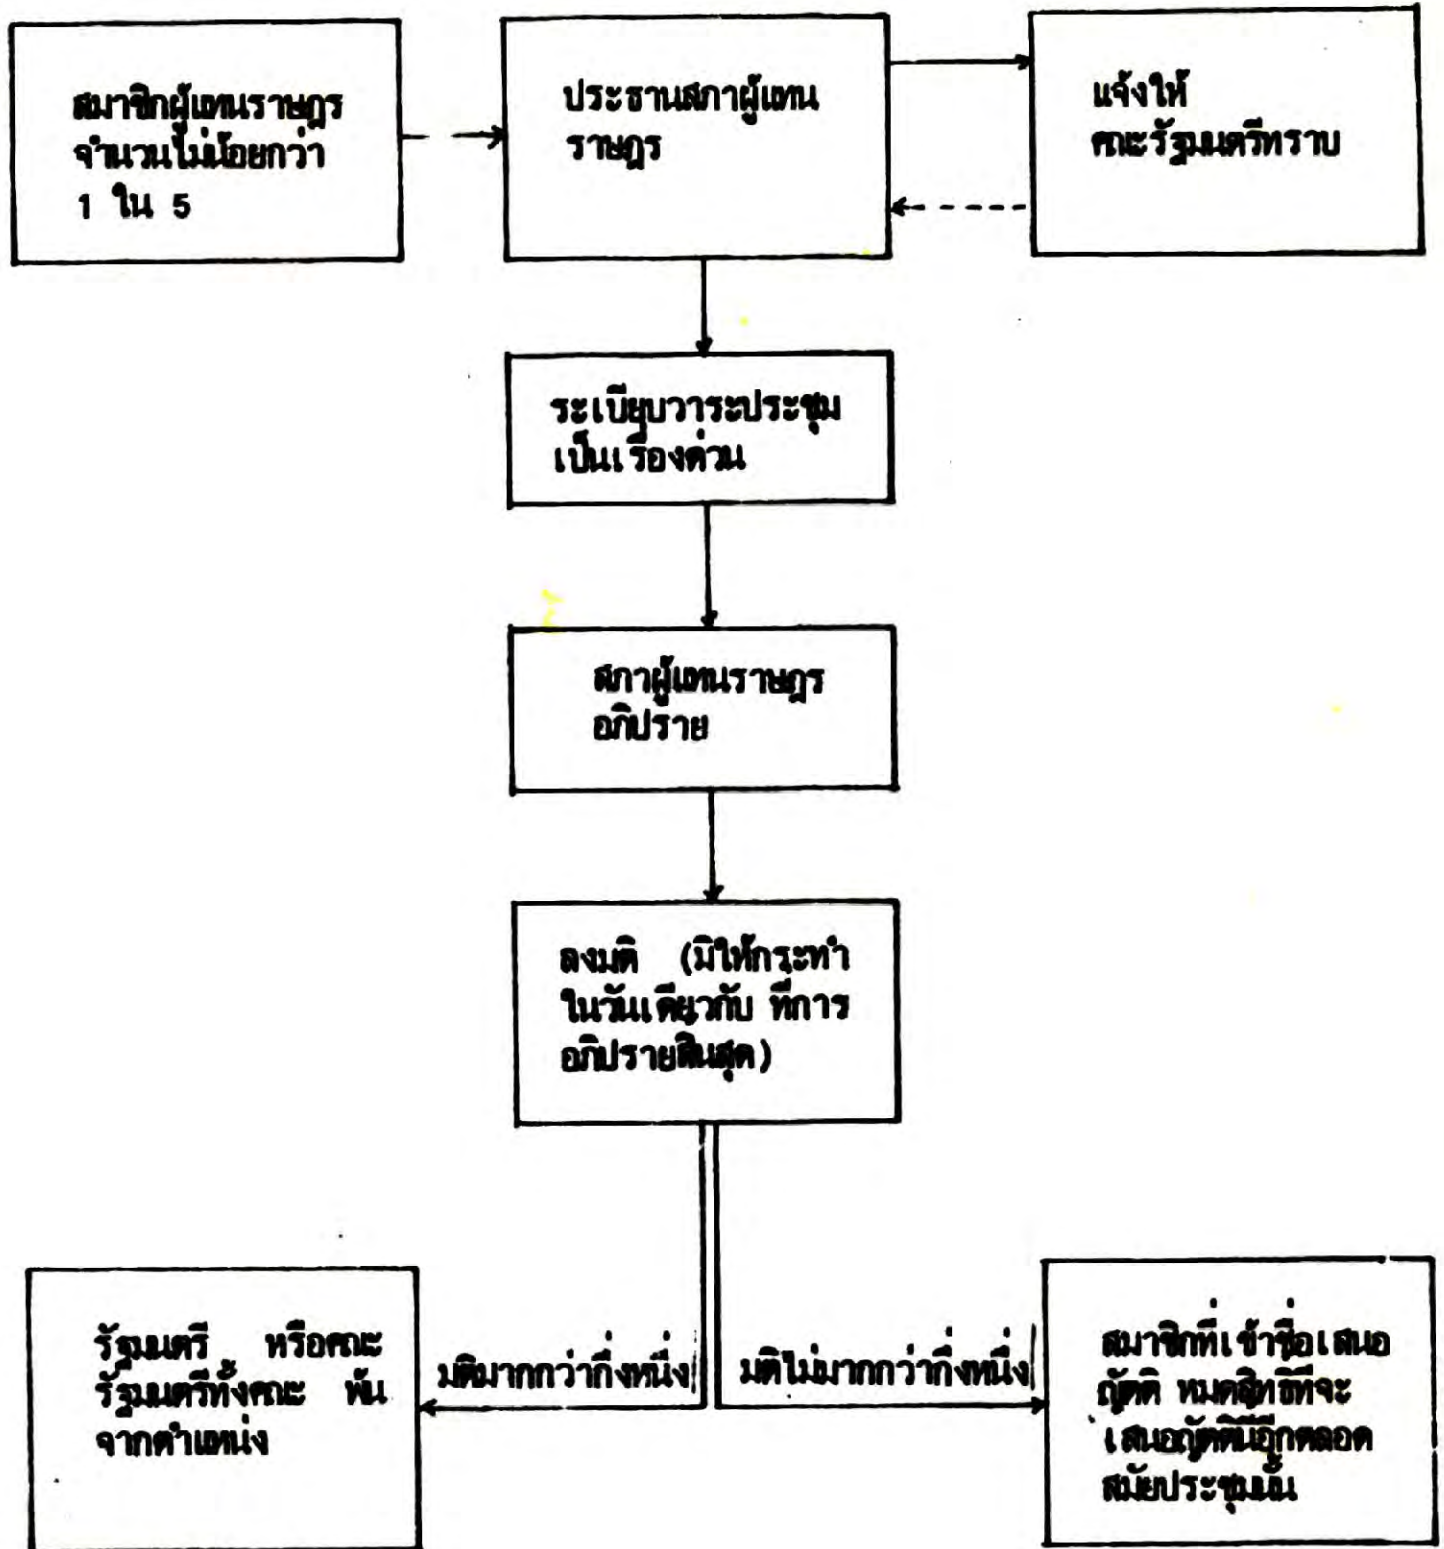 สมาชิกผู้แทนราษฎร
จำนวนไม่น้อยกว่า
1 ใน 5
ประธานสภาผู้แทน
ราษฎร
แจ้งให้
คณะรัฐมนตรีทราบ
ระเบียบวาระประชุม
เป็นเรื่องด่วน
สภาผู้แทนราษฎร
อภิปราย
ลงมติ (มิให้กระทำ
ในวันเดียวกับ ที่การ
อภิปรายสิ้นสุด)
มติมากกว่ากึ่งหนึ่ง
มติไม่มากกว่ากึ่งหนึ่ง
รัฐมนตรี หรือคณะ
รัฐมนตรีทั้งคณะ พ้น
จากตำแหน่ง
สมาชิกที่เข้าชื่อเสนอ
ญัตติ หมดสิทธิที่จะ
เสนอญัตตินี้อีกตลอด
สมัยประชุมนั้น